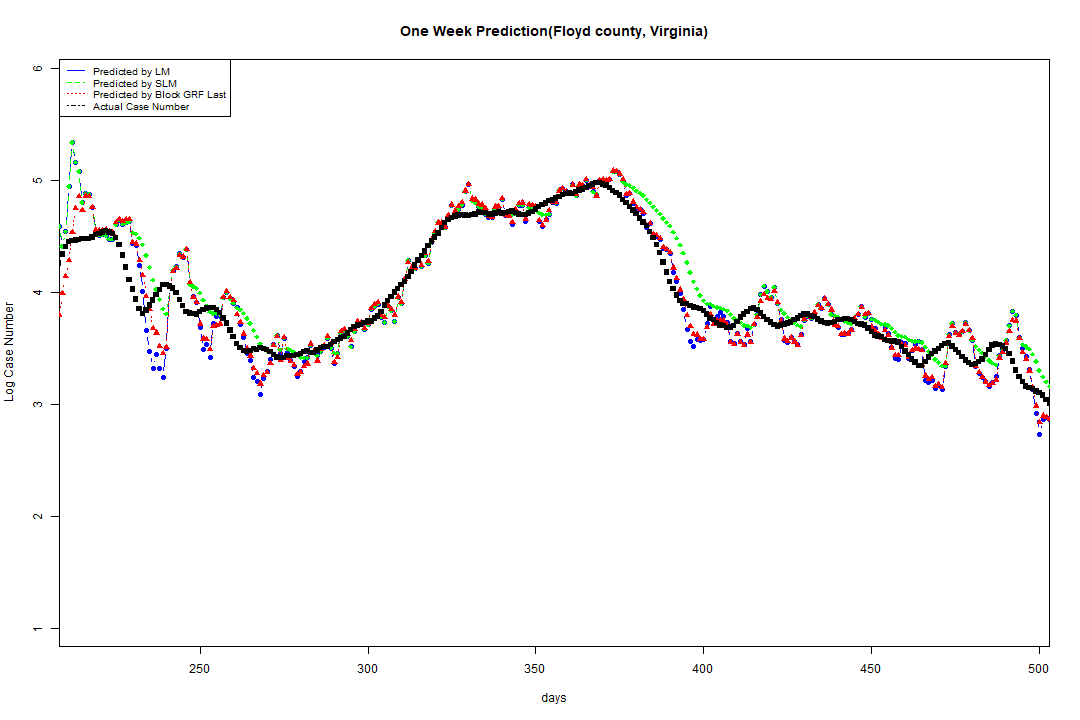 One Week Prediction(Floyd county, Virginia)
Predicted by LM
Predicted by SLM
Predicted by Block GRF Last
Actual Case Number
6
5
4
3
2
1
Log Case Number
250 300 350 400 450 500
days